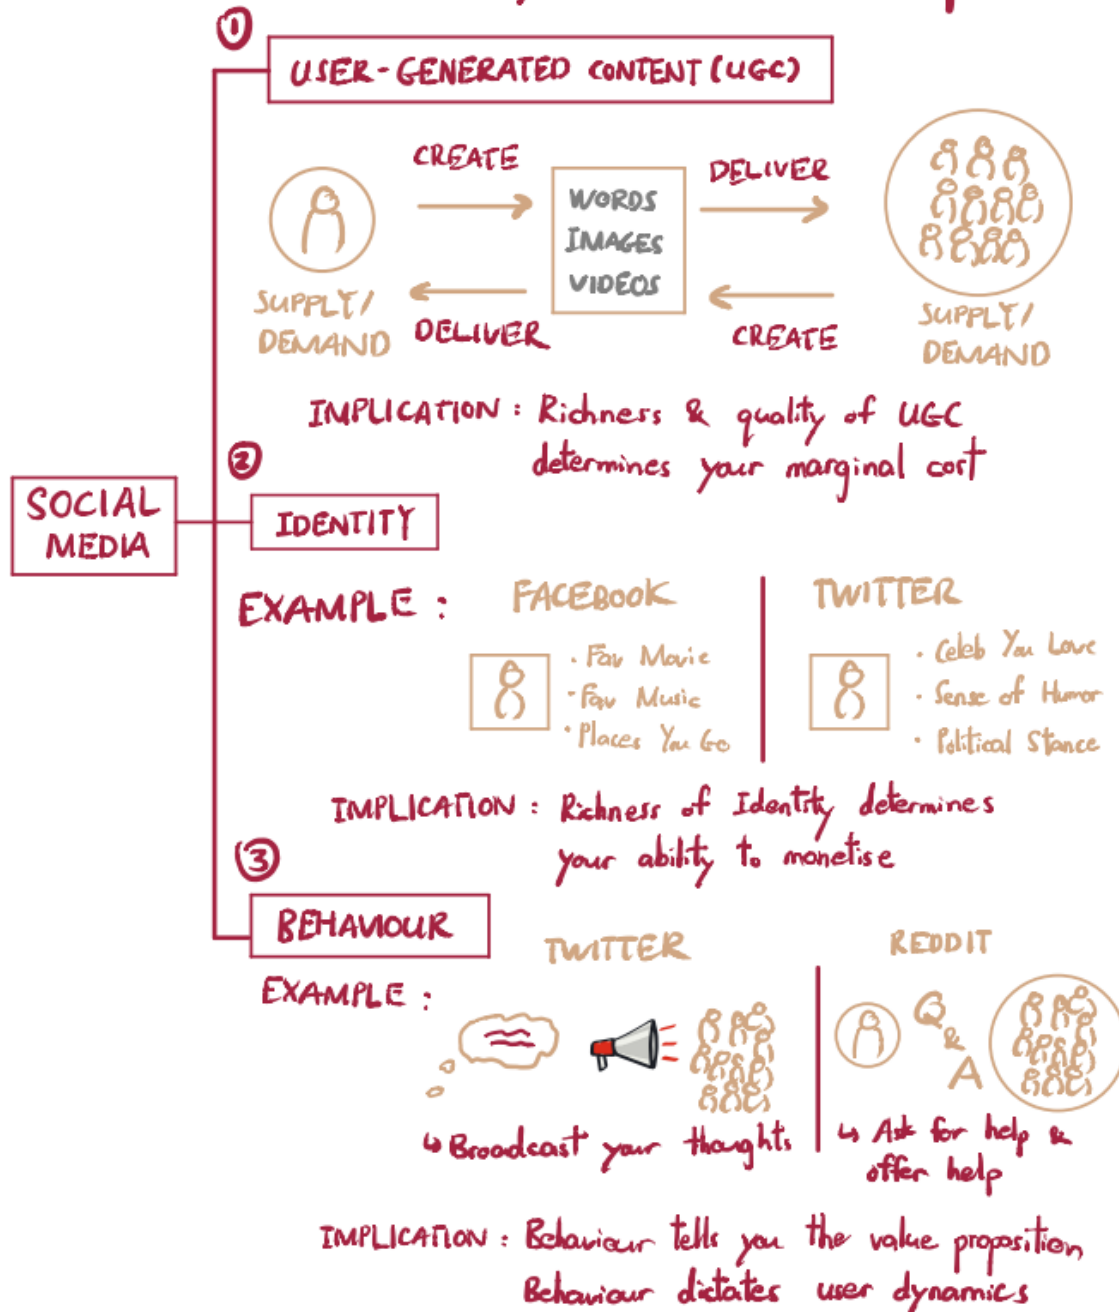 ①
USER-GENERATED CONTENT (UGC)
CREATE
DELIVER
WORDS
IMAGES
VIDEOS
SUPPLY/
DEMAND
DELIVER
CREATE
SUPPLY/
DEMAND
IMPLICATION : Richness & quality of UGC
determines your marginal cost
SOCIAL
MEDIA
②
IDENTITY
EXAMPLE :
FACEBOOK
· Fav Movie
· Fav Music
· Places You Go
TWITTER
· Celeb You Love
· Sense of Humor
· Political Stance
IMPLICATION : Richness of Identity determines
your ability to monetise
③
BEHAVIOUR
EXAMPLE :
TWITTER
↳ Broadcast your thoughts
REDDIT
Q
&
A
↳ Ask for help &
offer help
IMPLICATION : Behaviour tells you the value proposition
Behaviour dictates user dynamics